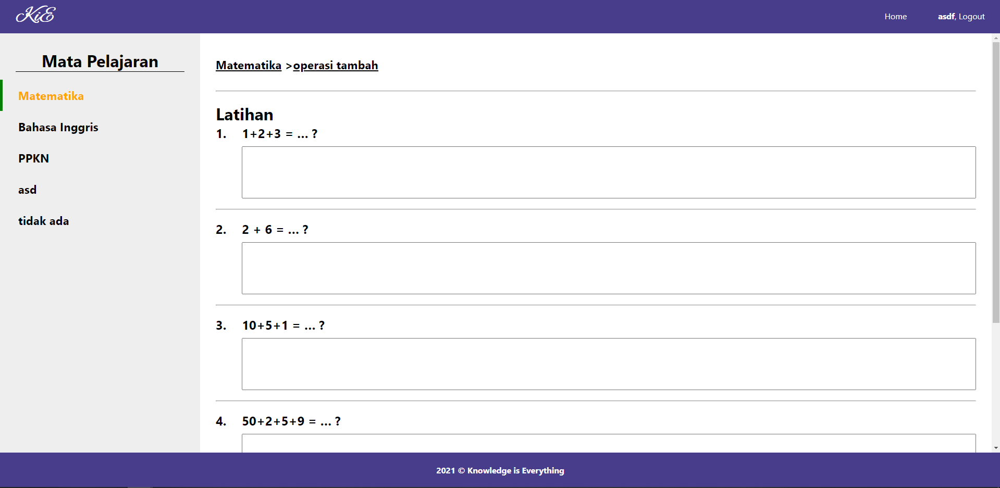 KiE
Home
asdf, Logout
Mata Pelajaran
Matematika
Bahasa Inggris
PPKN
asd
tidak ada
Matematika >operasi tambah
Latihan
1. 1+2+3 = ... ?
2. 2 + 6 = ... ?
3. 10+5+1 = ... ?
4. 50+2+5+9 = ... ?
2021 © Knowledge is Everything